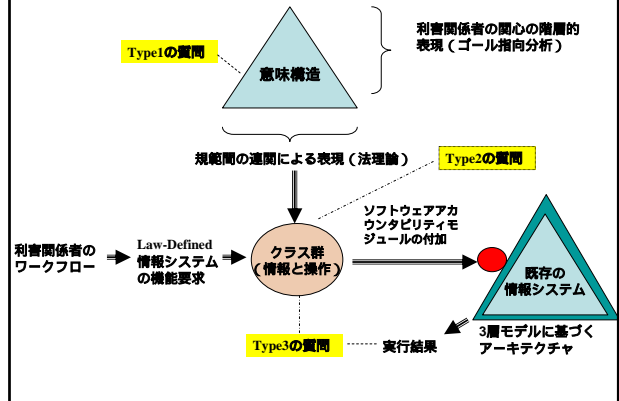 利害関係者の関心の階層的
表現（ゴール指向分析）
Type1の質問
意味構造
規範間の連関による表現（法理論）
Type2の質問
ソフトウェアアカ
ウンタビリティモ
ジュールの付加
利害関係者の
ワークフロー
Law-Defined
情報システム
の機能要求
クラス群
（情報と操作）
既存の
情報システム
3層モデルに基づく
アーキテクチャ
Type3の質問
実行結果